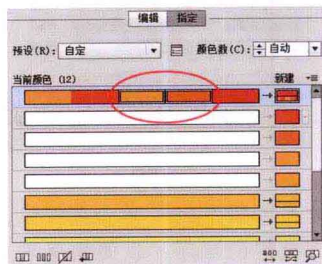 编辑 指定
预设(R): 自定 颜色数(C): 自动
当前颜色 (12) 新建